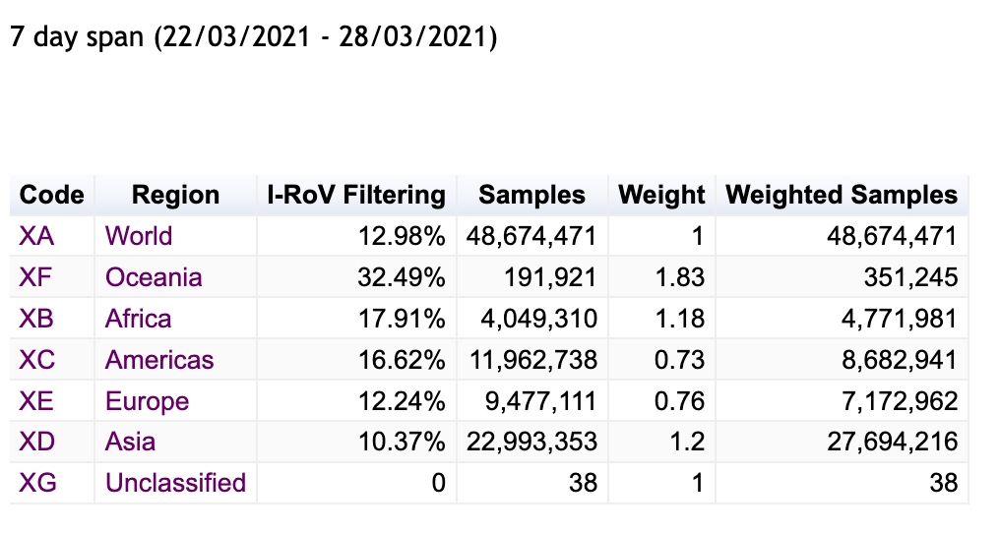 7 day span (22/03/2021 - 28/03/2021)
Code Region I-RoV Filtering Samples Weight Weighted Samples
XA World 12.98% 48,674,471 1 48,674,471
XF Oceania 32.49% 191,921 1.83 351,245
XB Africa 17.91% 4,049,310 1.18 4,771,981
XC Americas 16.62% 11,962,738 0.73 8,682,941
XE Europe 12.24% 9,477,111 0.76 7,172,962
XD Asia 10.37% 22,993,353 1.2 27,694,216
XG Unclassified 0 38 1 38